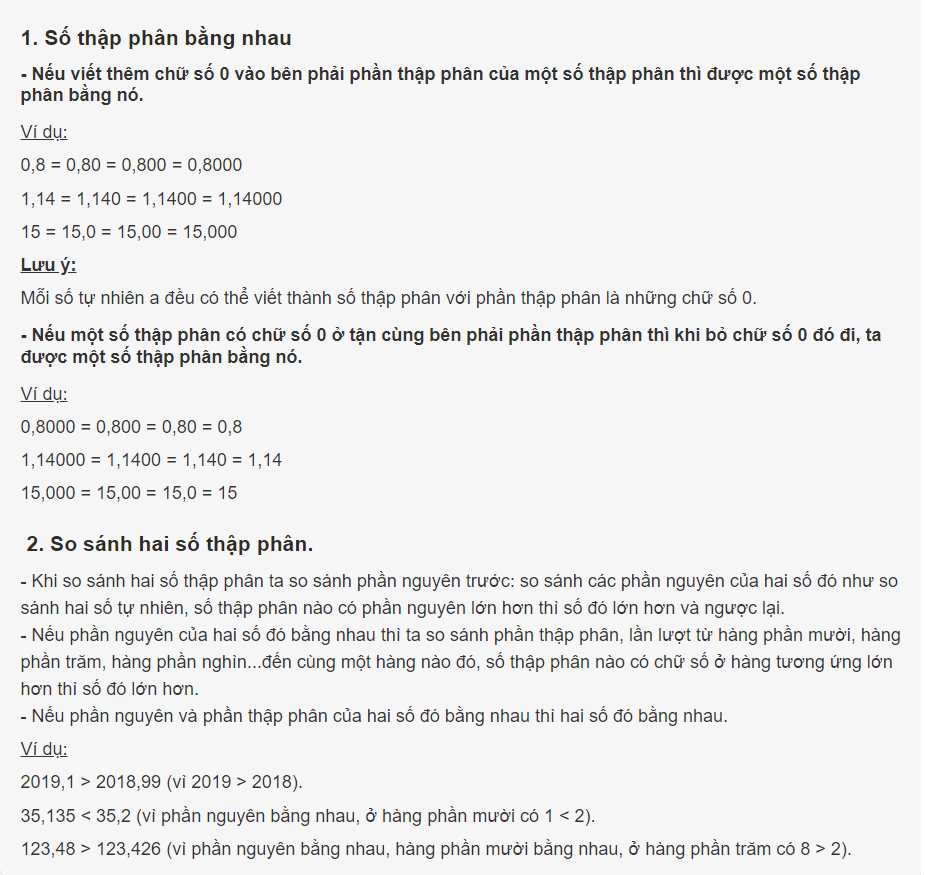 1. Số thập phân bằng nhau
- Nếu viết thêm chữ số 0 vào bên phải phần thập phân của một số thập phân thì được một số thập
phân bằng nó.
Ví dụ:
0,8 = 0,80 = 0,800 = 0,8000
1,14 = 1,140 = 1,1400 = 1,14000
15 = 15,0 = 15,00 = 15,000
Lưu ý:
Mỗi số tự nhiên a đều có thể viết thành số thập phân với phần thập phân là những chữ số 0.
- Nếu một số thập phân có chữ số 0 ở tận cùng bên phải phần thập phân thì khi bỏ chữ số 0 đó đi, ta
được một số thập phân bằng nó.
Ví dụ:
0,8000 = 0,800 = 0,80 = 0,8
1,14000 = 1,1400 = 1,140 = 1,14
15,000 = 15,00 = 15,0 = 15
2. So sánh hai số thập phân.
- Khi so sánh hai số thập phân ta so sánh phần nguyên trước: so sánh các phần nguyên của hai số đó như so
sánh hai số tự nhiên, số thập phân nào có phần nguyên lớn hơn thì số đó lớn hơn và ngược lại.
- Nếu phần nguyên của hai số đó bằng nhau thì ta so sánh phần thập phân, lần lượt từ hàng phần mười, hàng
phần trăm, hàng phần nghìn...đến cùng một hàng nào đó, số thập phân nào có chữ số ở hàng tương ứng lớn
hơn thì số đó lớn hơn.
- Nếu phần nguyên và phần thập phân của hai số đó bằng nhau thì hai số đó bằng nhau.
Ví dụ:
2019,1 > 2018,99 (vì 2019 > 2018).
35,135 < 35,2 (vì phần nguyên bằng nhau, ở hàng phần mười có 1 < 2).
123,48 > 123,426 (vì phần nguyên bằng nhau, hàng phần mười bằng nhau, ở hàng phần trăm có 8 > 2).